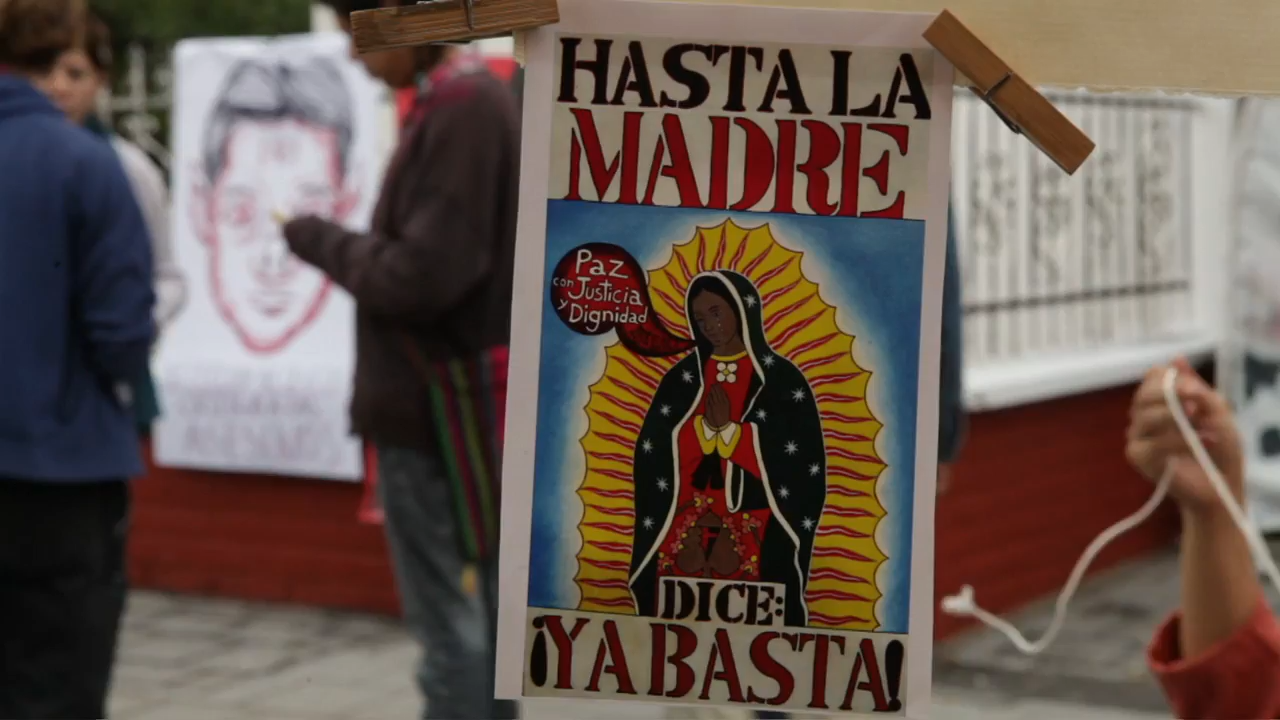 HASTA LA
MADRE
Paz
con Justicia
y Dignidad
DICE:
¡YA BASTA!